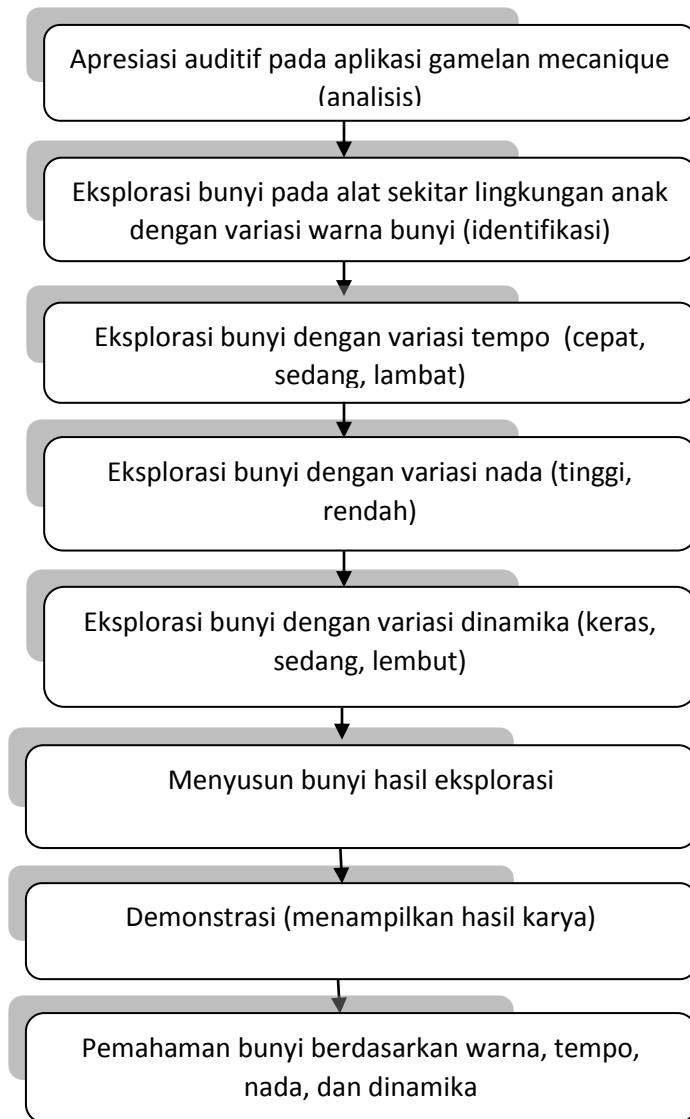 Apresiasi auditif pada aplikasi gamelan mecanique
(analisis)
Eksplorasi bunyi pada alat sekitar lingkungan anak
dengan variasi warna bunyi (identifikasi)
Eksplorasi bunyi dengan variasi tempo (cepat,
sedang, lambat)
Eksplorasi bunyi dengan variasi nada (tinggi,
rendah)
Eksplorasi bunyi dengan variasi dinamika (keras,
sedang, lembut)
Menyusun bunyi hasil eksplorasi
Demonstrasi (menampilkan hasil karya)
Pemahaman bunyi berdasarkan warna, tempo,
nada, dan dinamika